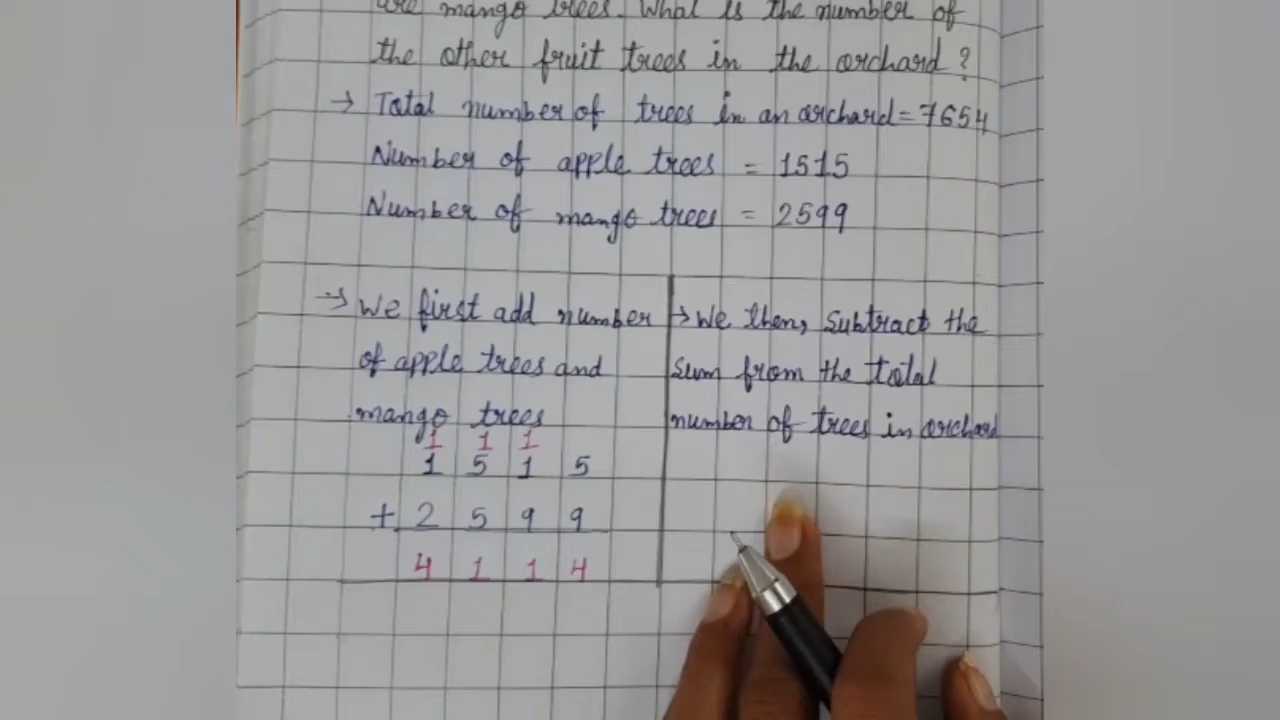 are mango trees. What is the number of
the other fruit trees in the orchard ?
→ Total number of trees in an orchard = 7654
Number of apple trees = 1515
Number of mango trees = 2599
→ We first add number
of apple trees and
mango trees
1 1 1
1 5 1 5
+ 2 5 9 9
4 1 1 4
→ We then, subtract the
sum from the total
number of trees in orchard